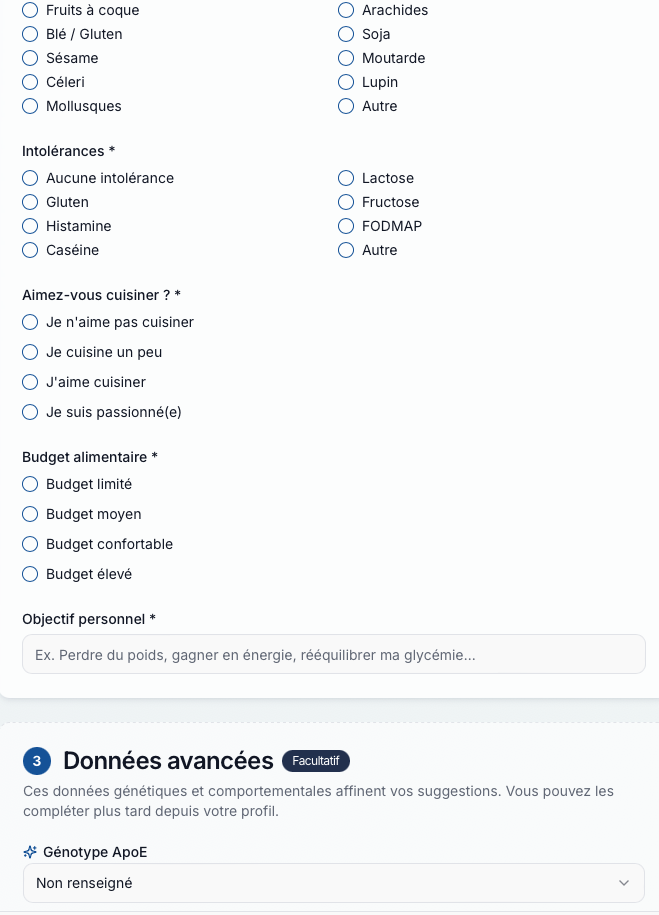 Fruits à coque
Arachides
Blé / Gluten
Soja
Sésame
Moutarde
Céleri
Lupin
Mollusques
Autre
Intolérances *
Aucune intolérance
Lactose
Gluten
Fructose
Histamine
FODMAP
Caséine
Autre
Aimez-vous cuisiner ? *
Je n'aime pas cuisiner
Je cuisine un peu
J'aime cuisiner
Je suis passionné(e)
Budget alimentaire *
Budget limité
Budget moyen
Budget confortable
Budget élevé
Objectif personnel *
Ex. Perdre du poids, gagner en énergie, rééquilibrer ma glycémie...
3 Données avancées Facultatif
Ces données génétiques et comportementales affinent vos suggestions. Vous pouvez les
compléter plus tard depuis votre profil.
Génotype ApoE
Non renseigné